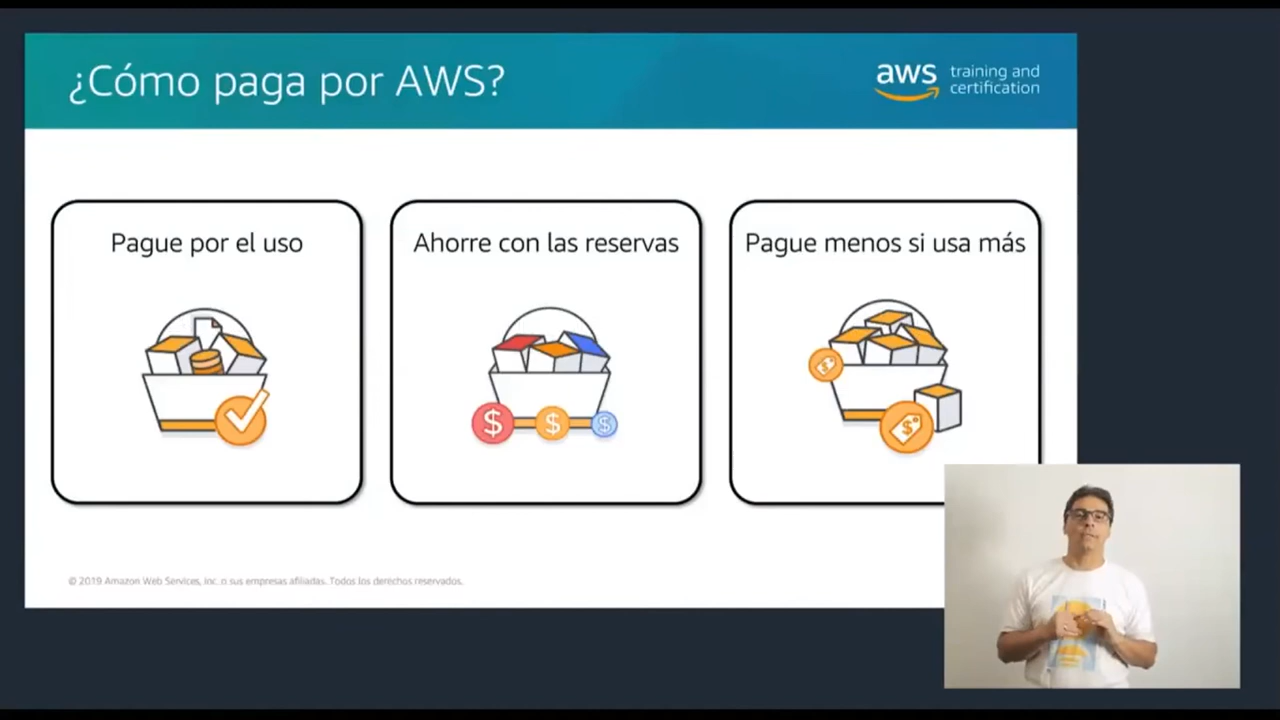 ¿Cómo paga por AWS?
aws training and
certification
Pague por el uso
Ahorre con las reservas
Pague menos si usa más
$ $ $
$
$
© 2019 Amazon Web Services, Inc. o sus empresas afiliadas. Todos los derechos reservados.